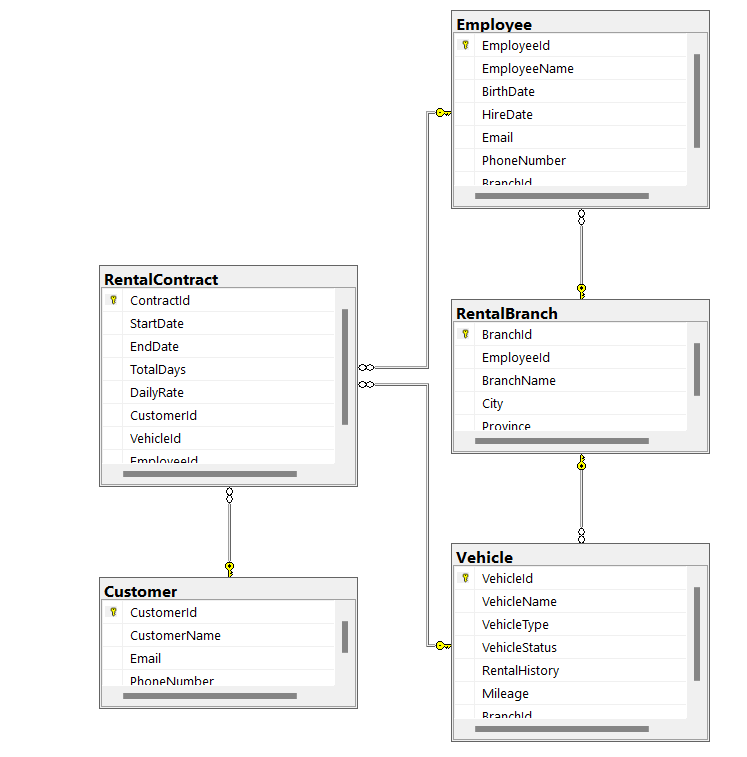 Employee
EmployeeId
EmployeeName
BirthDate
HireDate
Email
PhoneNumber
BranchId
RentalContract
ContractId
StartDate
EndDate
TotalDays
DailyRate
CustomerId
VehicleId
EmployeeId
RentalBranch
BranchId
EmployeeId
BranchName
City
Province
Customer
CustomerId
CustomerName
Email
PhoneNumber
Vehicle
VehicleId
VehicleName
VehicleType
VehicleStatus
RentalHistory
Mileage
BranchId